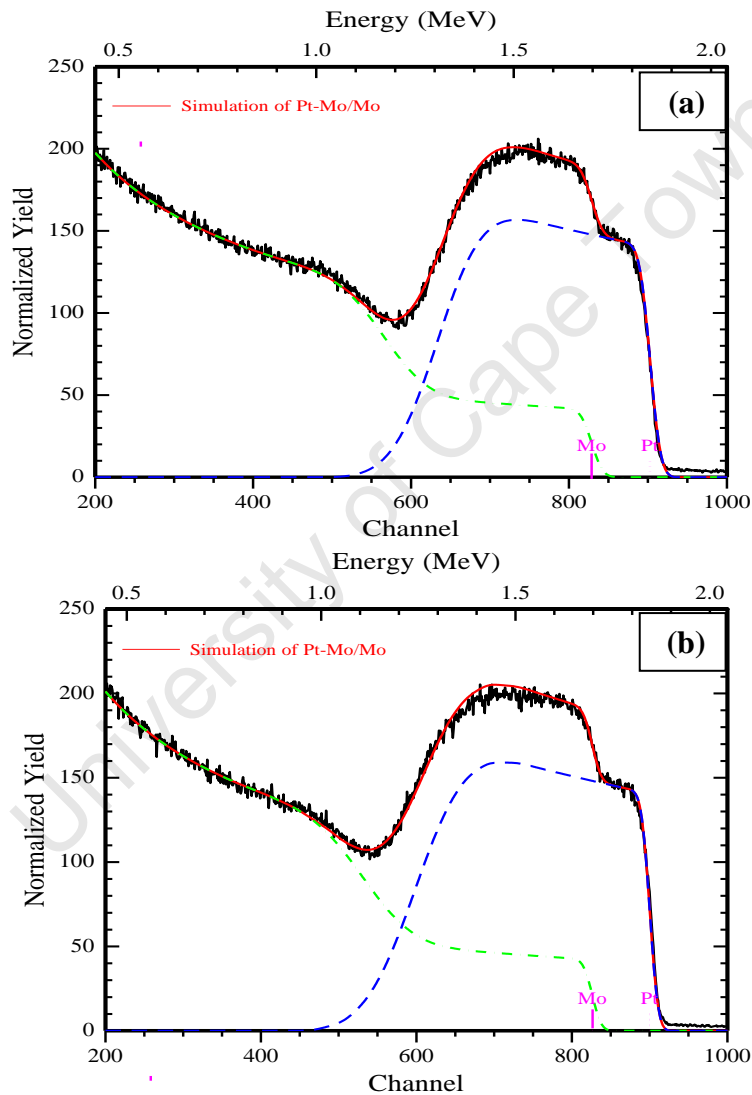 Energy (MeV)
0.5 1.0 1.5 2.0
250
200
150
100
50
0
Normalized Yield
Simulation of Pt-Mo/Mo
(a)
Mo Pt
200 400 600 800 1000
Channel
Energy (MeV)
0.5 1.0 1.5 2.0
250
200
150
100
50
0
Normalized Yield
Simulation of Pt-Mo/Mo
(b)
Mo Pt
200 400 600 800 1000
Channel
University of Cape Town